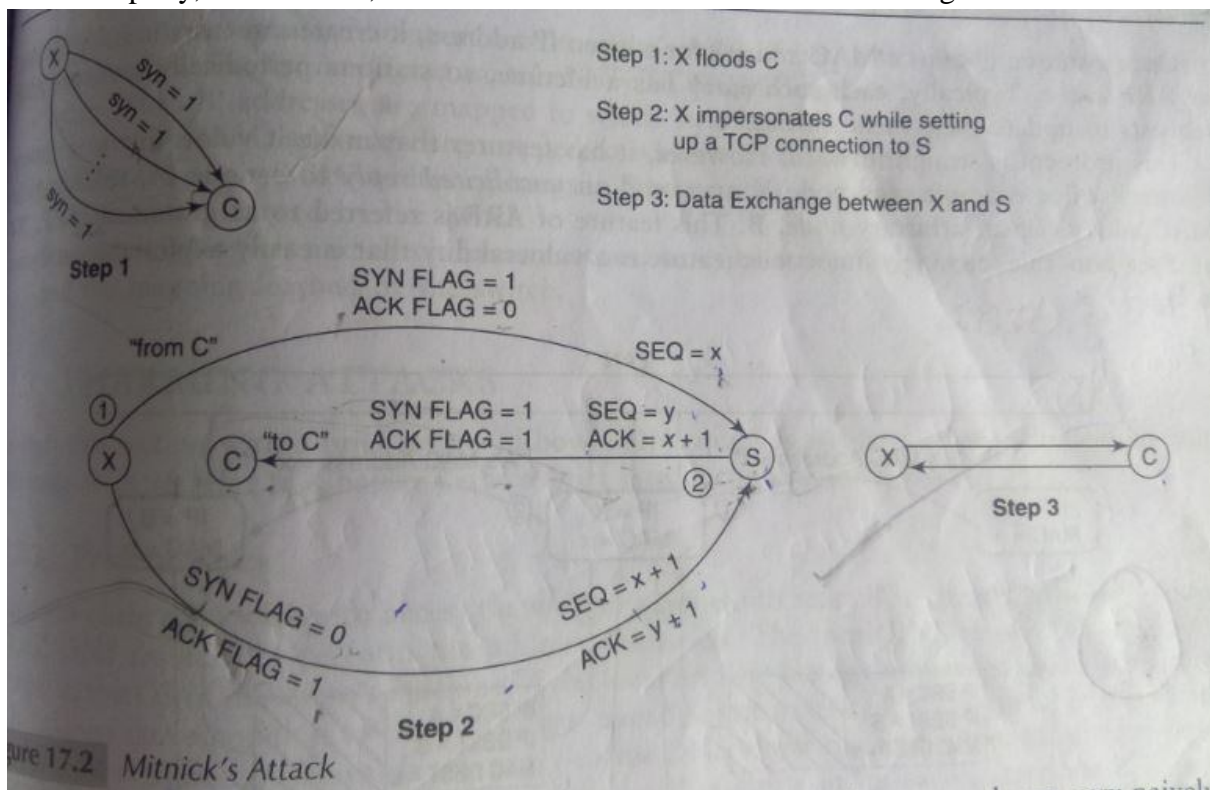 Step 1: X floods C
Step 2: X impersonates C while setting
up a TCP connection to S
Step 3: Data Exchange between X and S
X
syn = 1
syn = 1
syn = 1
C
Step 1
SYN FLAG = 1
ACK FLAG = 0
"from C"
SEQ = x
1
SYN FLAG = 1
SEQ = y
"to C"
ACK FLAG = 1
ACK = x + 1
X
C
S
2
SYN FLAG = 0
ACK FLAG = 1
SEQ = x + 1
ACK = y + 1
Step 2
X
C
Step 3
ure 17.2 Mitnick's Attack